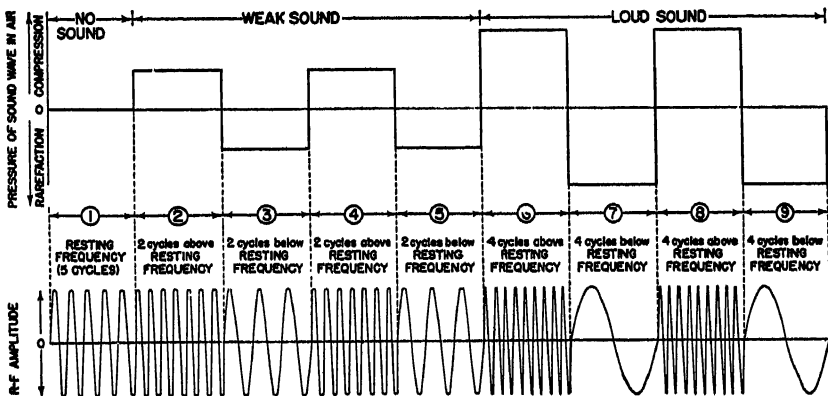 NO SOUND
WEAK SOUND
LOUD SOUND
PRESSURE OF SOUND WAVE IN AIR
RAREFACTION
COMPRESSION
0
① ② ③ ④ ⑤ ⑥ ⑦ ⑧ ⑨
RESTING
FREQUENCY
(5 CYCLES)
2 cycles above
RESTING
FREQUENCY
2 cycles below
RESTING
FREQUENCY
2 cycles above
RESTING
FREQUENCY
2 cycles below
RESTING
FREQUENCY
4 cycles above
RESTING
FREQUENCY
4 cycles below
RESTING
FREQUENCY
4 cycles above
RESTING
FREQUENCY
4 cycles below
RESTING
FREQUENCY
R-F AMPLITUDE
0